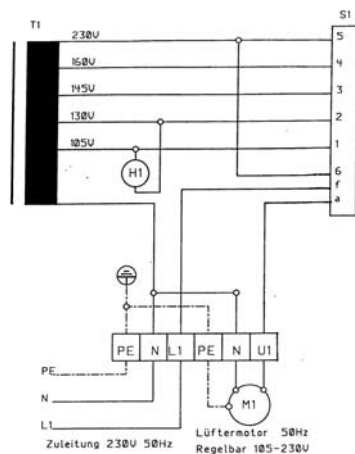 T1
S1
230V
5
160V
4
145V
3
130V
2
105V
1
H1
6
f
a
PE N L1 PE N U1
PE
N
M1
L1
Zuleitung 230V 50Hz
Lüftermotor 50Hz
Regelbar 105-230V